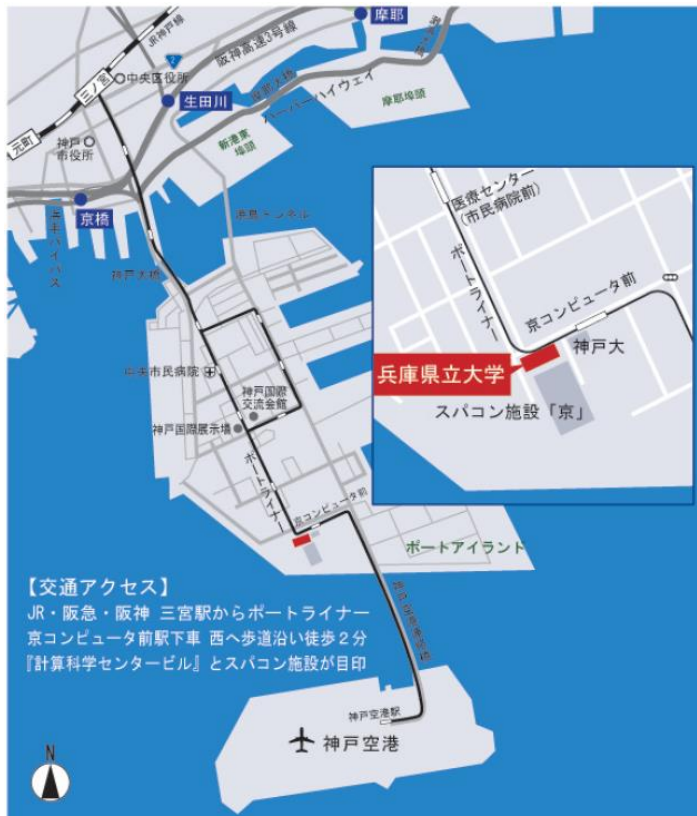 摩耶
JR神戸線
2
阪神高速3号線
三ノ宮
中央区役所
生田川
摩耶大橋
ハーバーハイウェイ
摩耶埠頭
元町
神戸
市役所
新港東
埠頭
京橋
神戸大橋
中央市民病院
神戸国際
交流会館
神戸国際展示場
ポートライナー
京コンピュータ前
ポートアイランド
医療センター
(市民病院前)
ポートライナー
京コンピュータ前
神戸大
兵庫県立大学
スパコン施設「京」
【交通アクセス】
JR・阪急・阪神 三宮駅からポートライナー
京コンピュータ前駅下車 西へ歩道沿い徒歩2分
『計算科学センタービル』とスパコン施設が目印
神戸空港駅
神戸空港
N